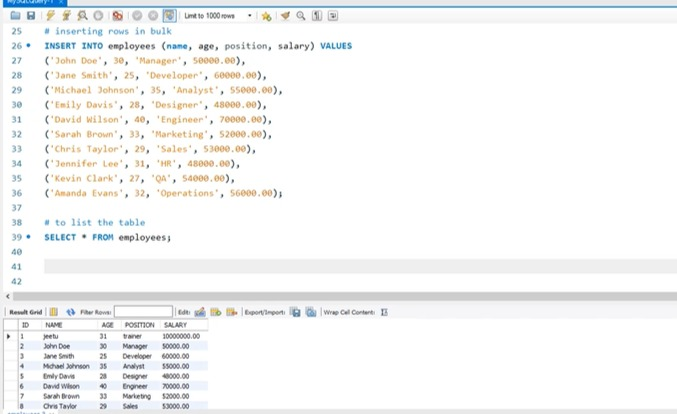 Limit to 1000 rows
25 # inserting rows in bulk
26 INSERT INTO employees (name, age, position, salary) VALUES
27 ('John Doe', 30, 'Manager', 50000.00),
28 ('Jane Smith', 25, 'Developer', 60000.00),
29 ('Michael Johnson', 35, 'Analyst', 55000.00),
30 ('Emily Davis', 28, 'Designer', 48000.00),
31 ('David Wilson', 40, 'Engineer', 70000.00),
32 ('Sarah Brown', 33, 'Marketing', 52000.00),
33 ('Chris Taylor', 29, 'Sales', 53000.00),
34 ('Jennifer Lee', 31, 'HR', 48000.00),
35 ('Kevin Clark', 27, 'QA', 54000.00),
36 ('Amanda Evans', 32, 'Operations', 56000.00);
37
38 # to list the table
39 SELECT * FROM employees;
40
41
42
Result Grid Filter Rows: Edit: Export/Import: Wrap Cell Content:
ID NAME AGE POSITION SALARY
1 jeetu 31 trainer 10000000.00
2 John Doe 30 Manager 50000.00
3 Jane Smith 25 Developer 60000.00
4 Michael Johnson 35 Analyst 55000.00
5 Emily Davis 28 Designer 48000.00
6 David Wilson 40 Engineer 70000.00
7 Sarah Brown 33 Marketing 52000.00
8 Chris Taylor 29 Sales 53000.00